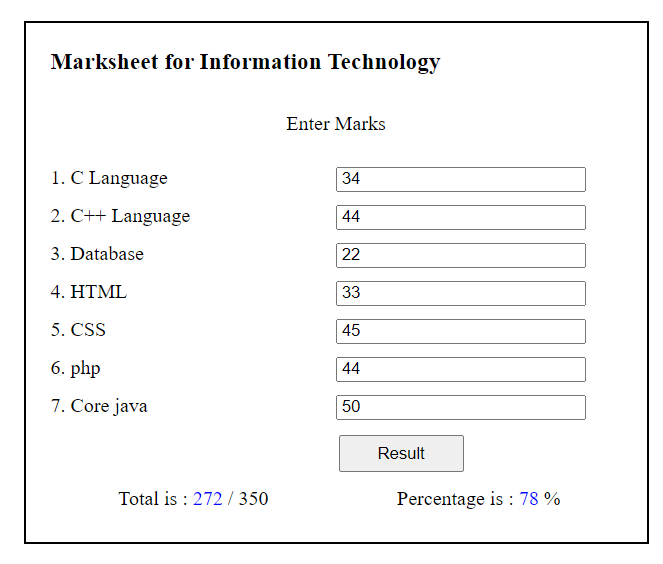 Marksheet for Information Technology
Enter Marks
1. C Language 34
2. C++ Language 44
3. Database 22
4. HTML 33
5. CSS 45
6. php 44
7. Core java 50
Result
Total is : 272 / 350 Percentage is : 78 %